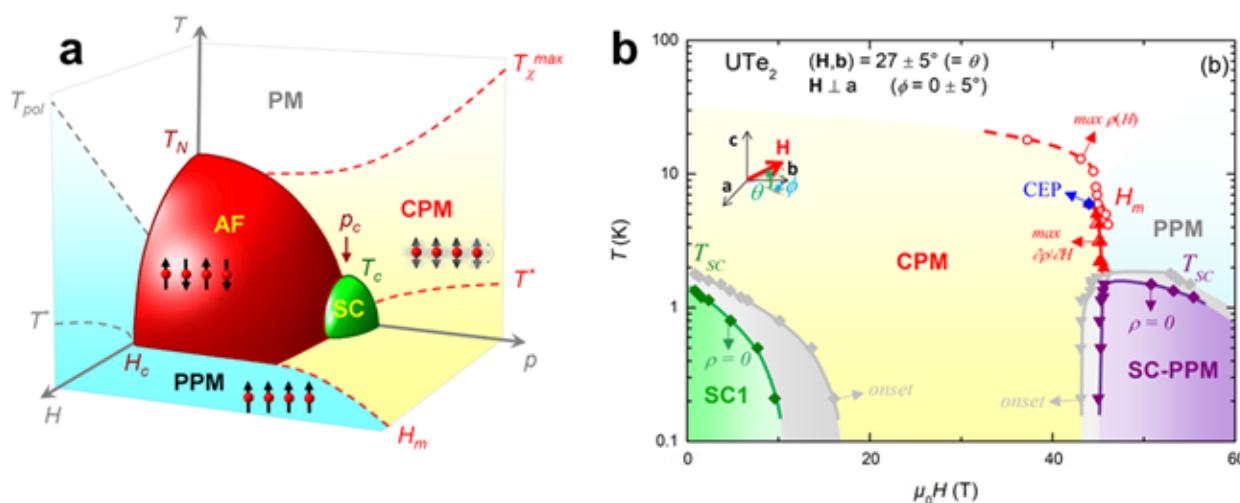 a
T
T_χ^max
PM
T_pol
T_N
AF
CPM
p_c
T_c
SC
T*
T*
p
H_c
PPM
H
H_m
b
UTe₂
(H,b) = 27 ± 5° (= θ)
H ⊥ a (ϕ = 0 ± 5°)
(b)
100
10
1
0.1
T (K)
c
H
b
a
θ
ϕ
max ρ(H)
CEP
H_m
max
∂ρ/∂H
PPM
CPM
T_SC
T_SC
ρ = 0
ρ = 0
SC1
SC-PPM
onset
onset
0
20
40
60
μ₀H (T)